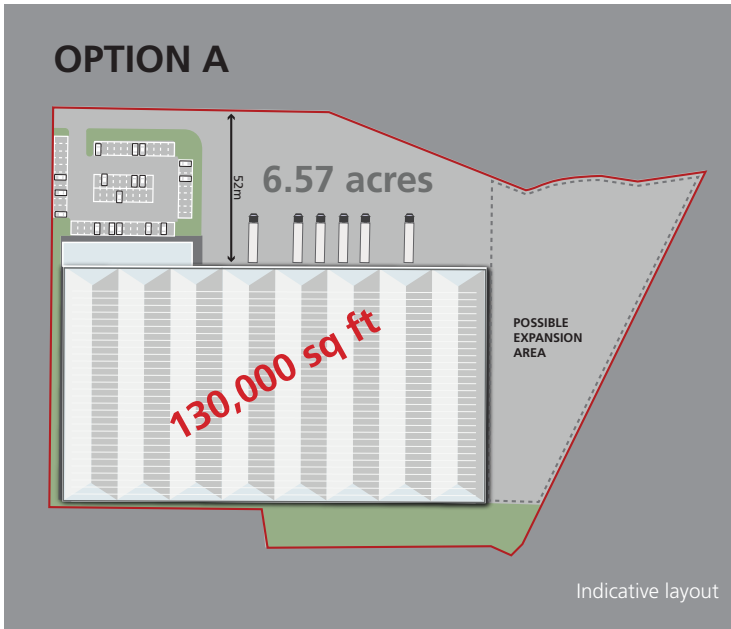 OPTION A
52m
6.57 acres
130,000 sq ft
POSSIBLE
EXPANSION
AREA
Indicative layout